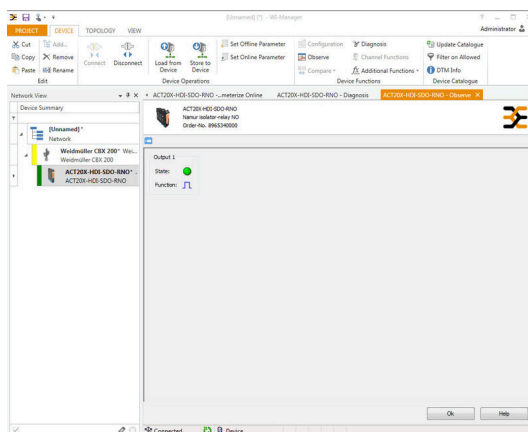 [Unnamed] (*) - WI-Manager
Administrator
PROJECT DEVICE TOPOLOGY VIEW
Cut
Copy
Paste
Add...
Remove
Rename
Edit
Connect
Disconnect
Load from Device
Store to Device
Set Offline Parameter
Set Online Parameter
Device Operations
Configuration
Observe
Compare
Diagnosis
Channel Functions
Additional Functions
Device Functions
Update Catalogue
Filter on Allowed
DTM Info
Device Catalogue
Network View
Device Summary
[Unnamed]*
Network
Weidmüller CBX 200* Wei...
Weidmüller CBX 200
ACT20X-HDI-SDO-RNO* .
ACT20X-HDI-SDO-RNO
ACT20X-HDI-SDO-RNO -...meterize Online
ACT20X-HDI-SDO-RNO - Diagnosis
ACT20X-HDI-SDO-RNO - Observe
ACT20X-HDI-SDO-RNO
Namur isolator-relay NO
Order-No. 8965340000
Output 1
State:
Function:
Ok
Help
Connected
Device